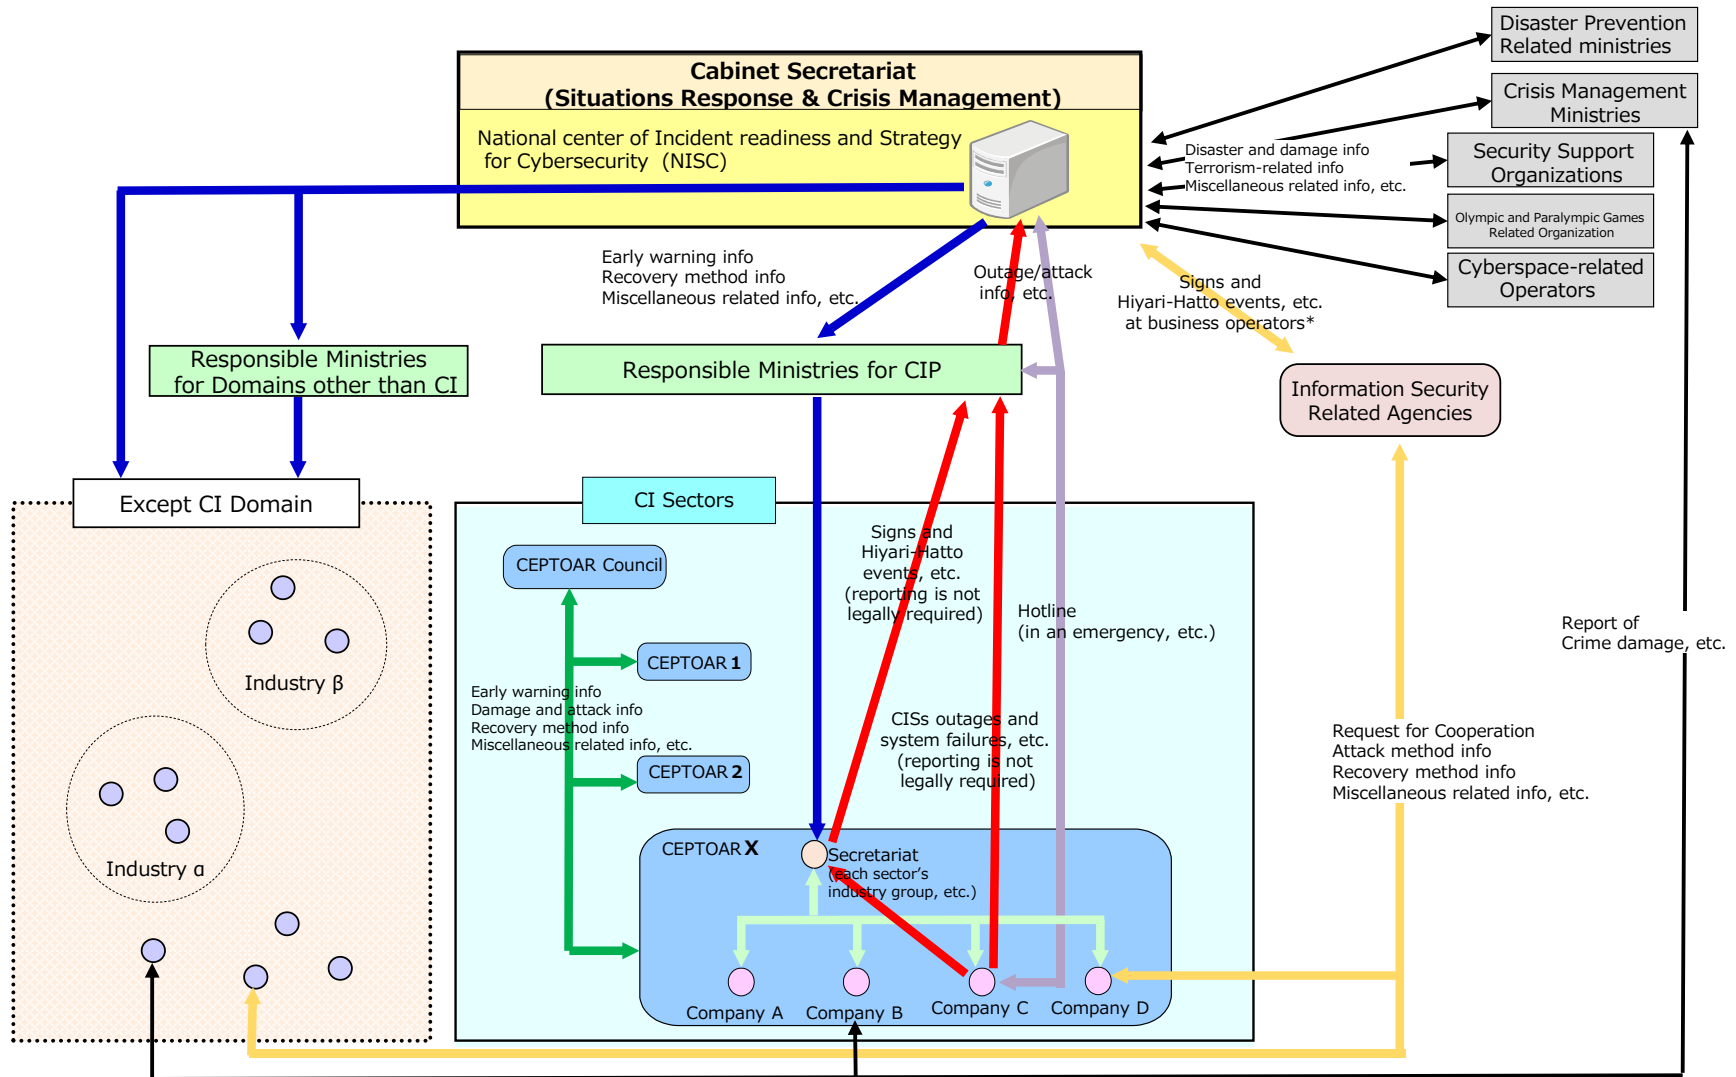 Disaster Prevention
Related ministries
Cabinet Secretariat
(Situations Response & Crisis Management)
Crisis Management
Ministries
National center of Incident readiness and Strategy
for Cybersecurity (NISC)
Disaster and damage info
Terrorism-related info
Miscellaneous related info, etc.
Security Support
Organizations
Olympic and Paralympic Games
Related Organization
Cyberspace-related
Operators
Early warning info
Recovery method info
Miscellaneous related info, etc.
Outage/attack
info, etc.
Signs and
Hiyari-Hatto events, etc.
at business operators*
Responsible Ministries
for Domains other than CI
Responsible Ministries for CIP
Information Security
Related Agencies
Except CI Domain
CI Sectors
CEPTOAR Council
Signs and
Hiyari-Hatto
events, etc.
(reporting is not
legally required)
Hotline
(in an emergency, etc.)
Report of
Crime damage, etc.
CEPTOAR 1
Industry β
Early warning info
Damage and attack info
Recovery method info
Miscellaneous related info, etc.
CISs outages and
system failures, etc.
(reporting is not
legally required)
Request for Cooperation
Attack method info
Recovery method info
Miscellaneous related info, etc.
CEPTOAR 2
Industry α
CEPTOAR X
Secretariat
(each sector's
industry group, etc.)
Company A
Company B
Company C
Company D